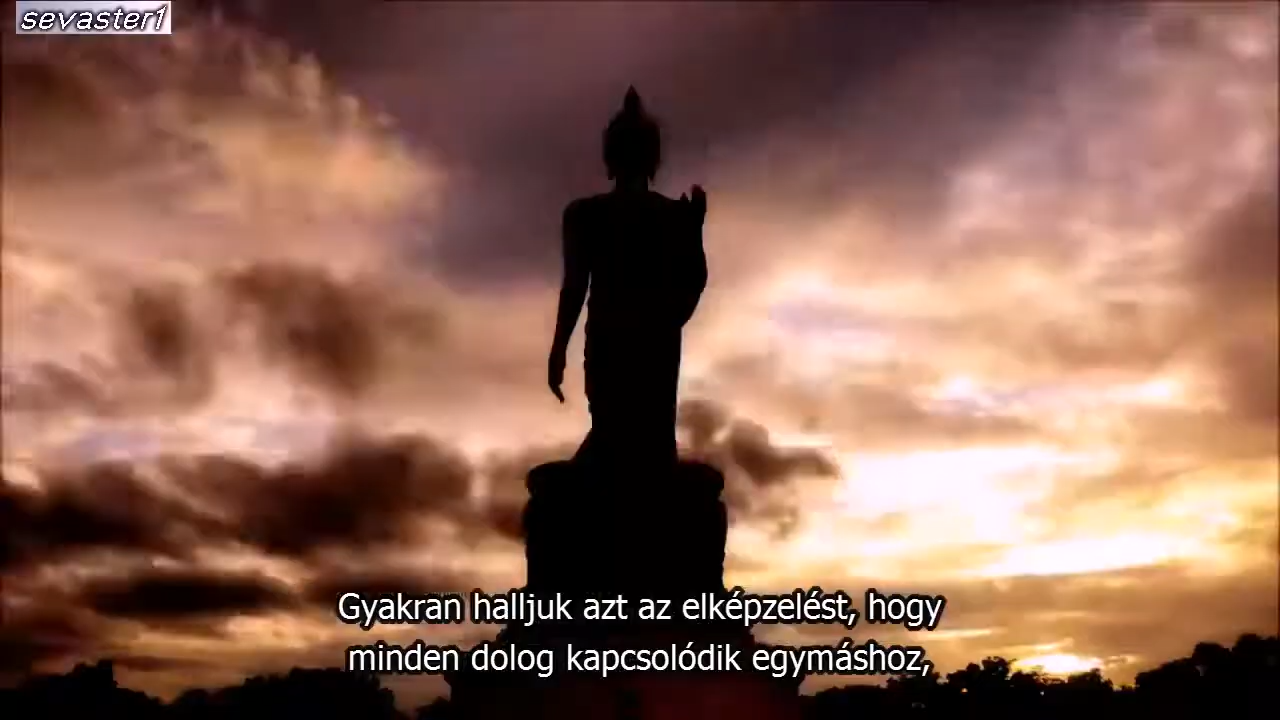 sevaster1
Gyakran halljuk azt az elképzelést, hogy
minden dolog kapcsolódik egymáshoz,